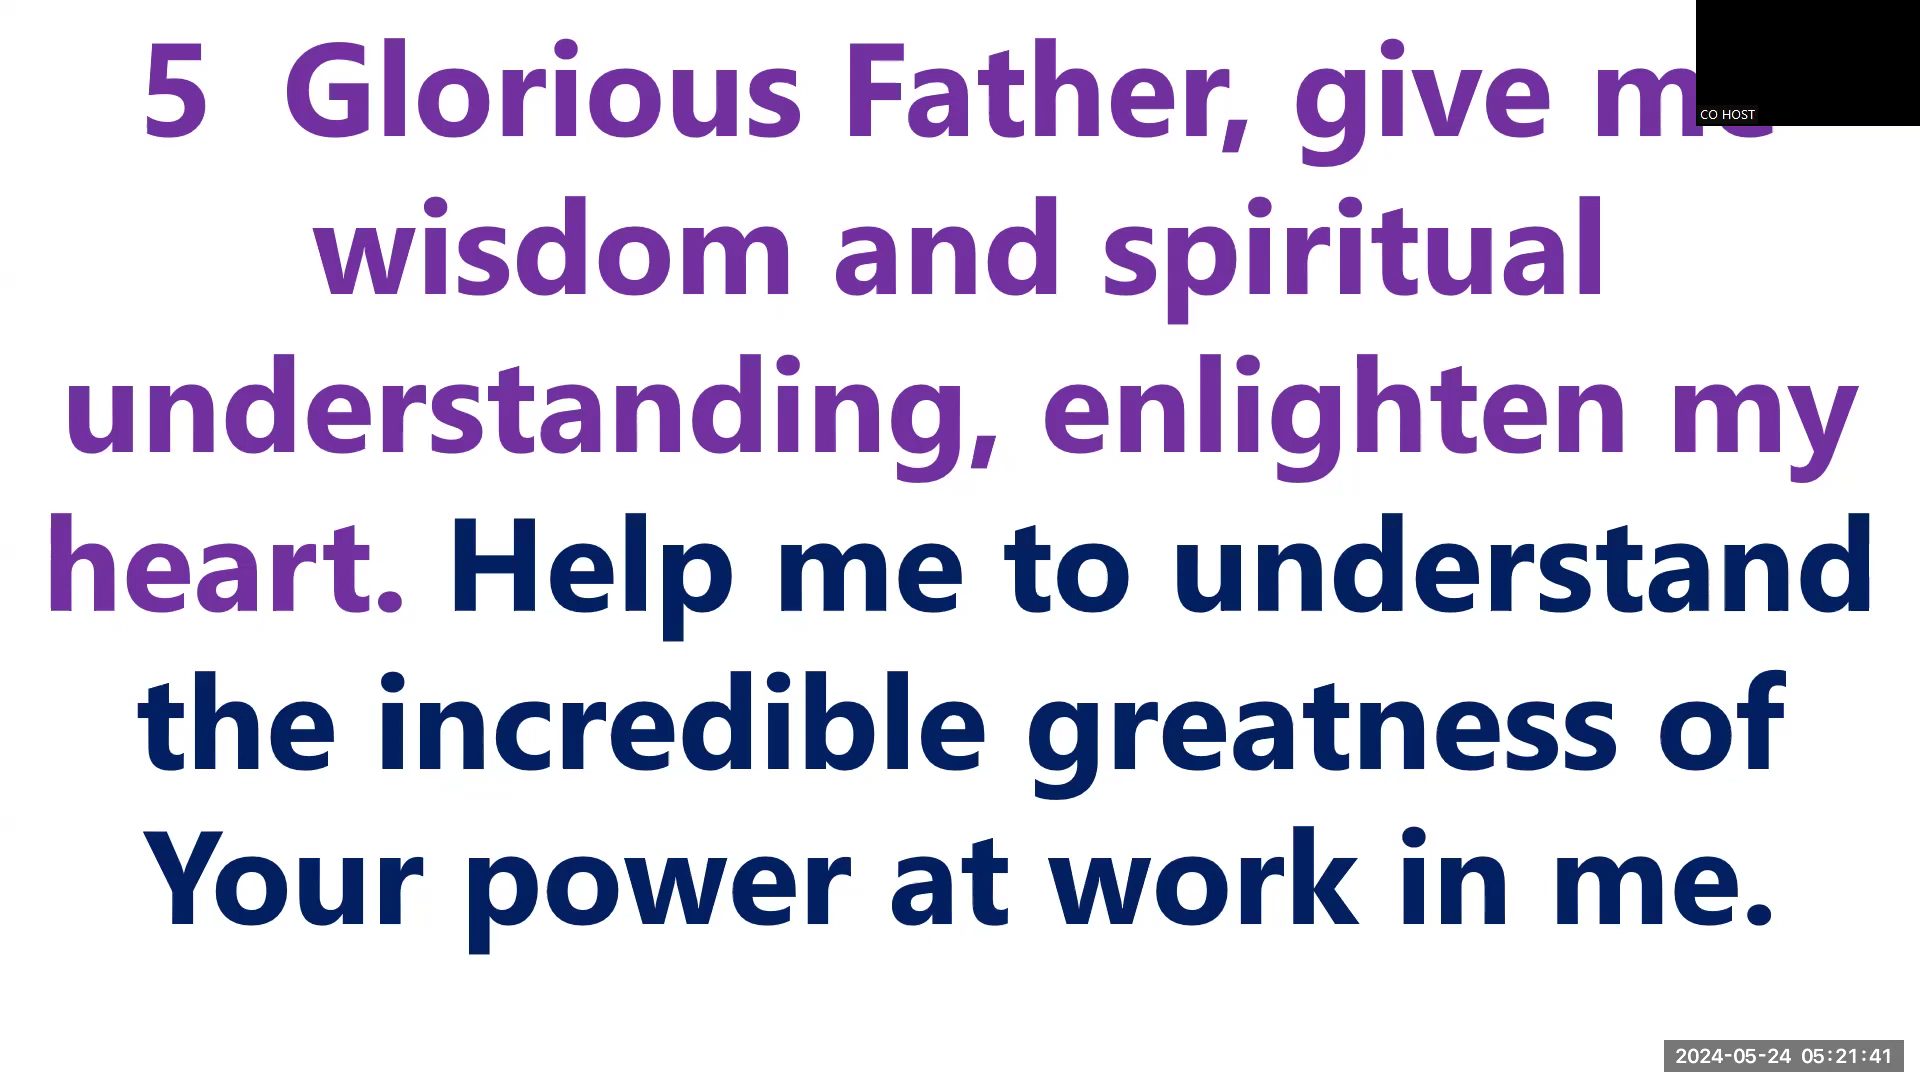 5 Glorious Father, give me
CO HOST
wisdom and spiritual
understanding, enlighten my
heart. Help me to understand
the incredible greatness of
Your power at work in me.
2024-05-24 05:21:41